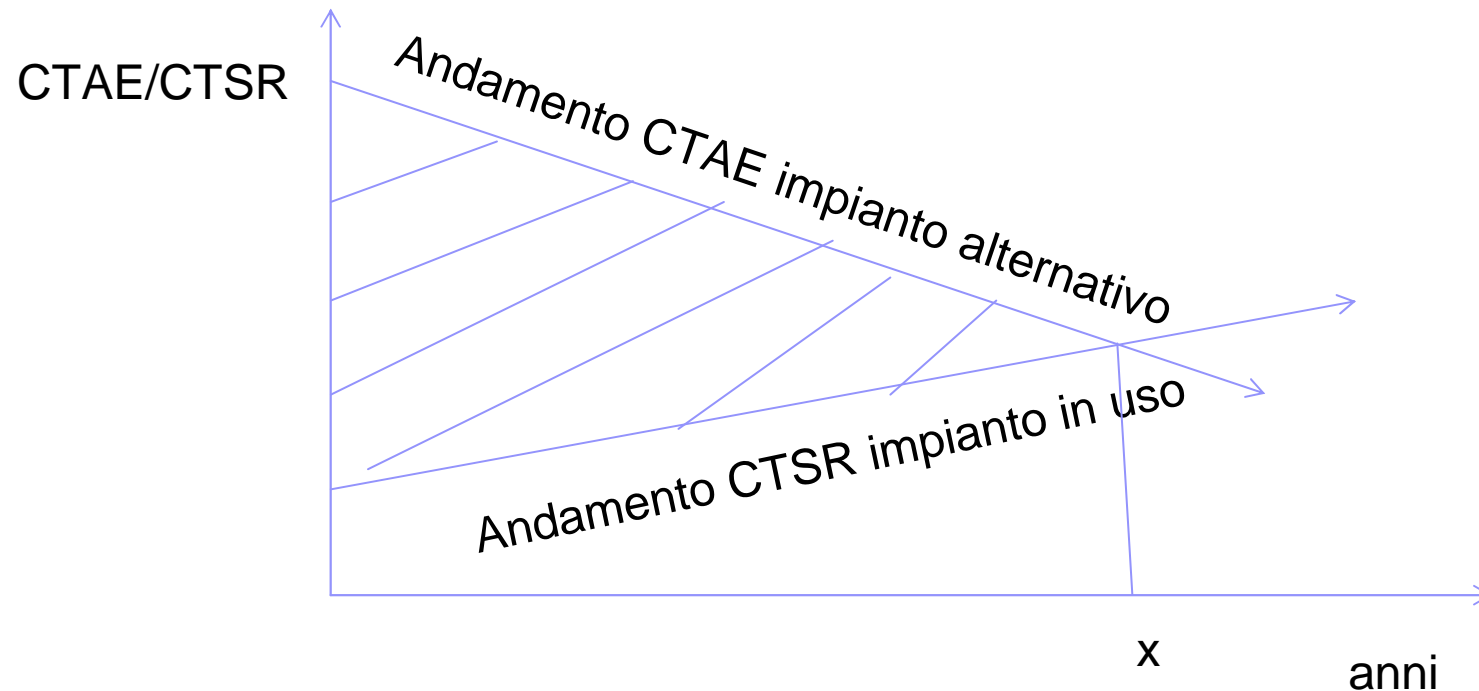 CTAE/CTSR
Andamento CTAE impianto alternativo
Andamento CTSR impianto in uso
x
anni